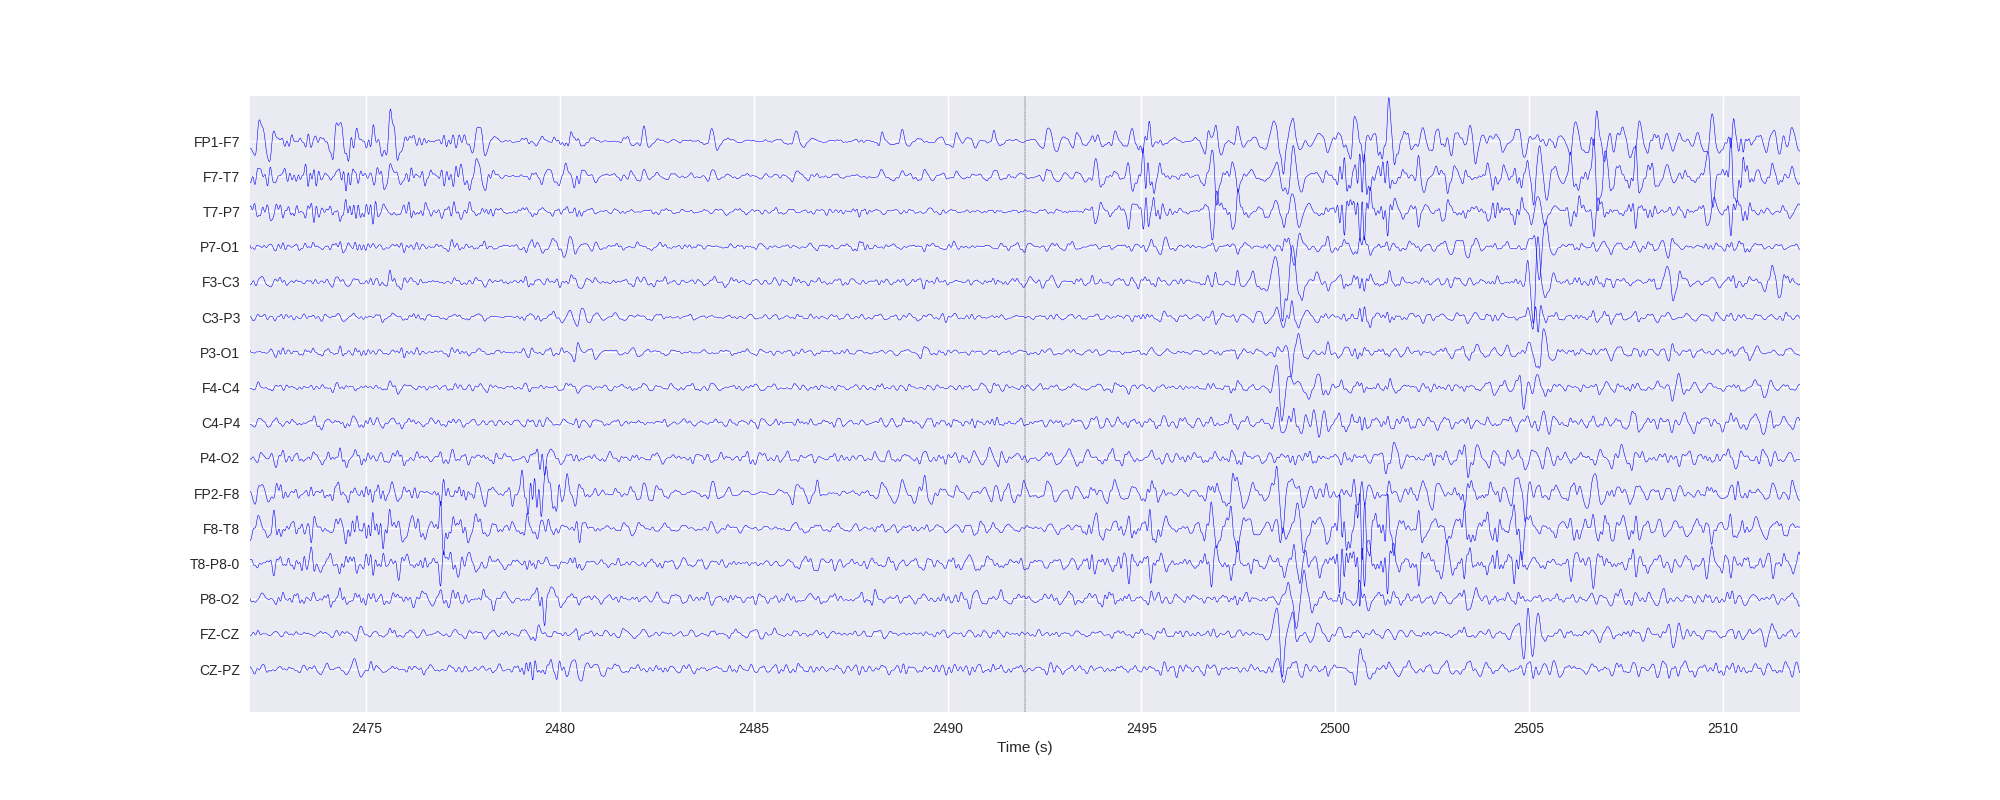 FP1-F7
F7-T7
T7-P7
P7-O1
F3-C3
C3-P3
P3-O1
F4-C4
C4-P4
P4-O2
FP2-F8
F8-T8
T8-P8-0
P8-O2
FZ-CZ
CZ-PZ
2475 2480 2485 2490 2495 2500 2505 2510
Time (s)